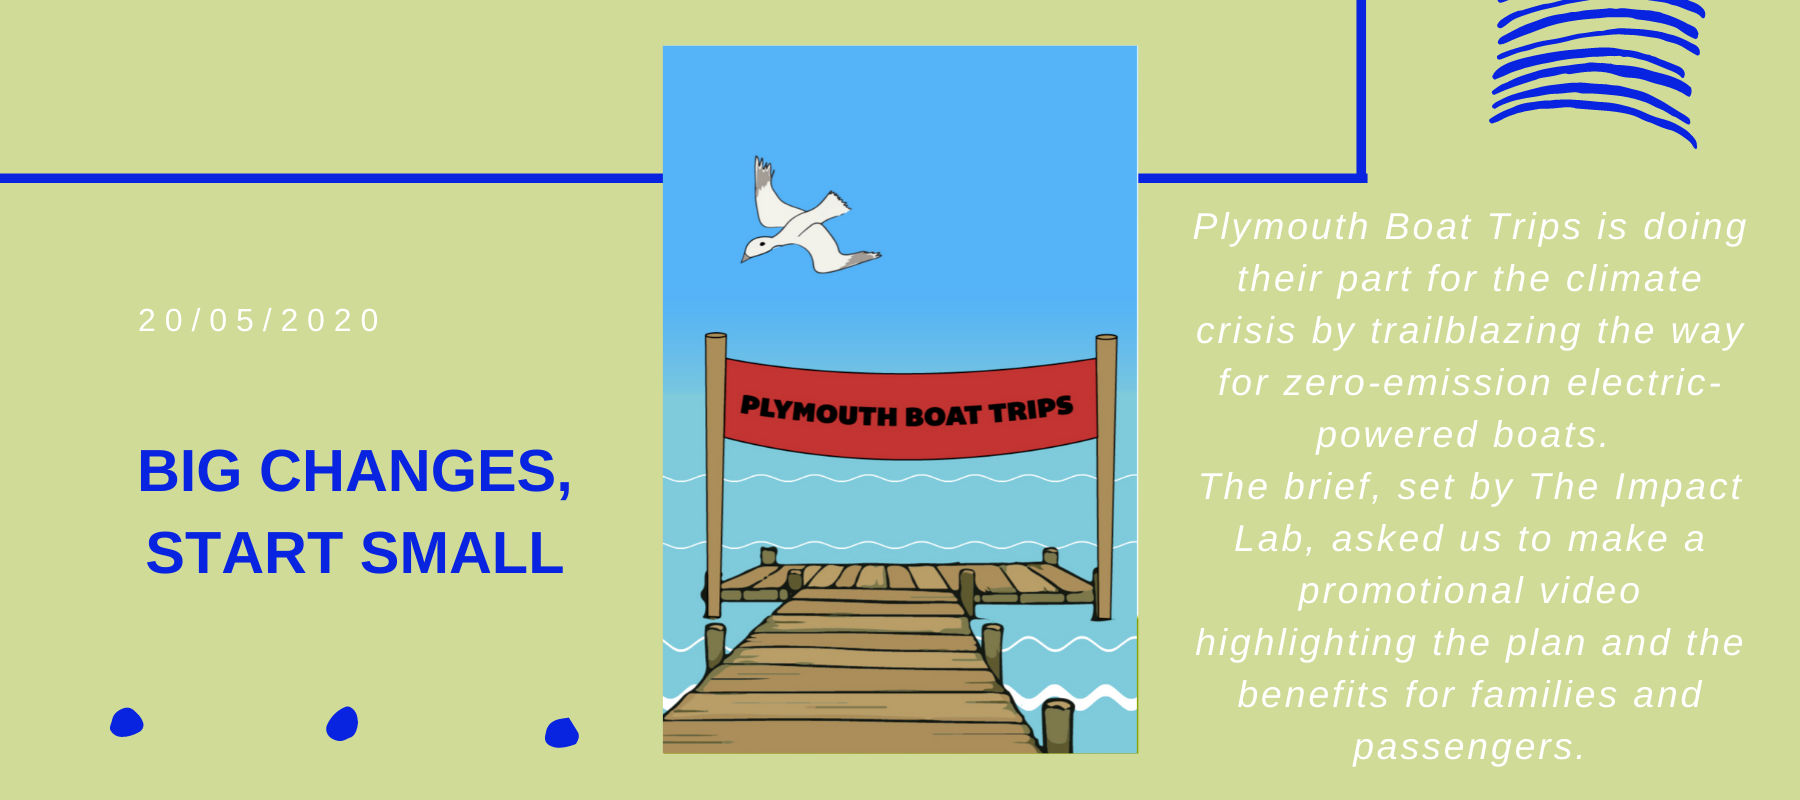 20/05/2020
BIG CHANGES,
START SMALL
PLYMOUTH BOAT TRIPS
Plymouth Boat Trips is doing
their part for the climate
crisis by trailblazing the way
for zero-emission electric-
powered boats.
The brief, set by The Impact
Lab, asked us to make a
promotional video
highlighting the plan and the
benefits for families and
passengers.